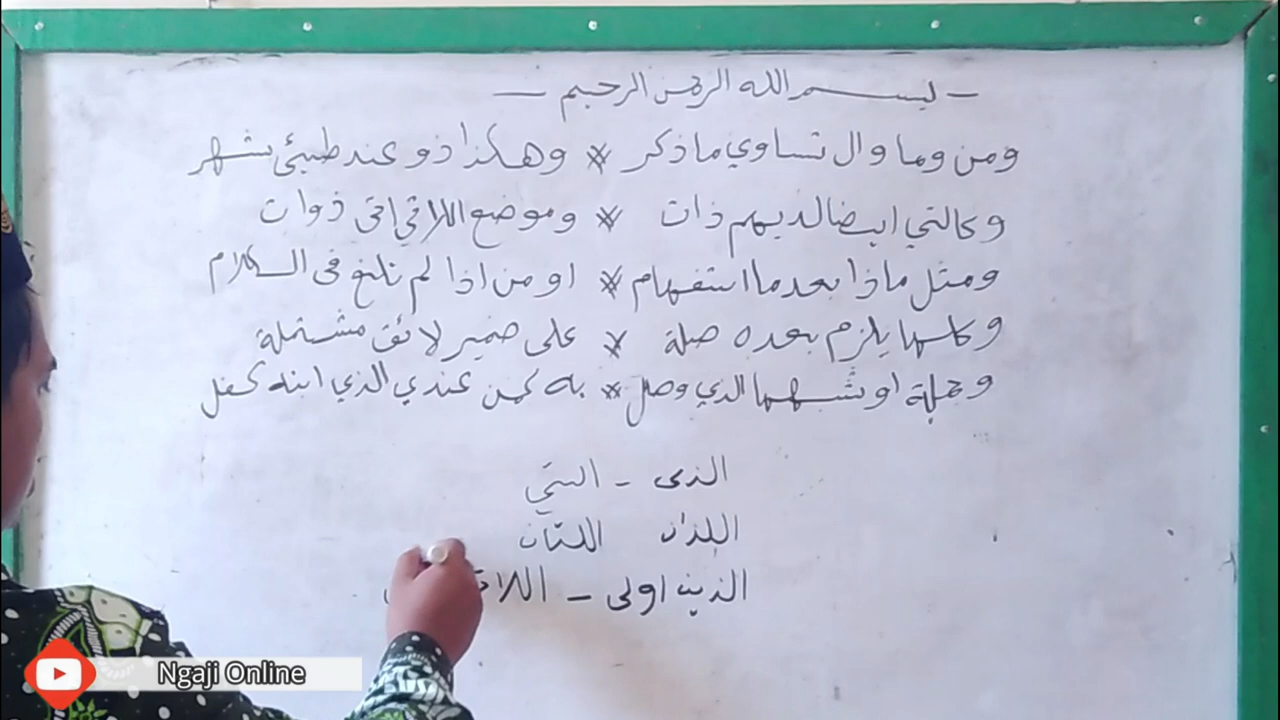 - بسم الله الرحمن الرحيم -
ومن وما وال تساوي ما ذكر * وهكذا ذو عند طيئ شهر
وكالتي ايضا لديهم ذات * وموضع اللاتي اتى ذوات
ومثل ماذا بعد ما استفهام * او من اذا لم تلغ في الكلام
وكلها يلزم بعده صلة * على ضمير لائق مشتملة
وجملة او شبهها الذي وصل * به كمن عندي الذي ابنه كفل
الذى - التي
اللذان اللتان
الذين اولى -
Ngaji Online